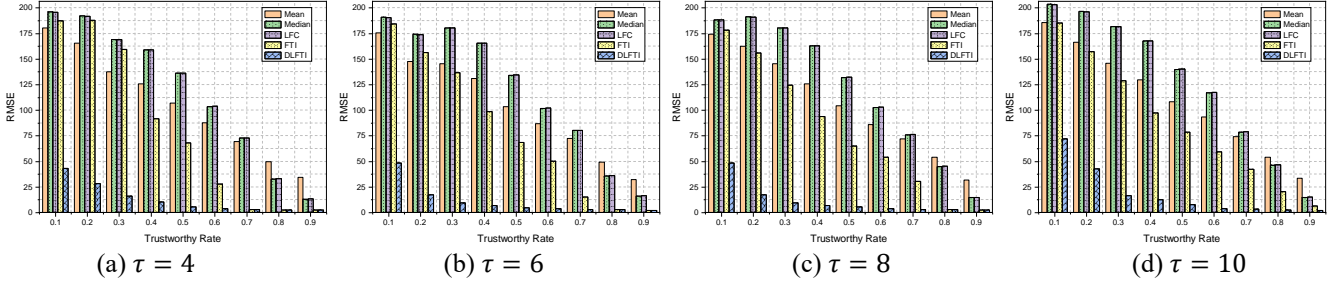 200
175
150
125
100
75
50
25
0
RMSE
0.1 0.2 0.3 0.4 0.5 0.6 0.7 0.8 0.9
Trustworthy Rate
Mean
Median
LFC
FTI
DLFTI
(a) τ = 4
200
175
150
125
100
75
50
25
0
RMSE
0.1 0.2 0.3 0.4 0.5 0.6 0.7 0.8 0.9
Trustworthy Rate
Mean
Median
LFC
FTI
DLFTI
(b) τ = 6
200
175
150
125
100
75
50
25
0
RMSE
0.1 0.2 0.3 0.4 0.5 0.6 0.7 0.8 0.9
Trustworthy Rate
Mean
Median
LFC
FTI
DLFTI
(c) τ = 8
200
175
150
125
100
75
50
25
0
RMSE
0.1 0.2 0.3 0.4 0.5 0.6 0.7 0.8 0.9
Trustworthy Rate
Mean
Median
LFC
FTI
DLFTI
(d) τ = 10